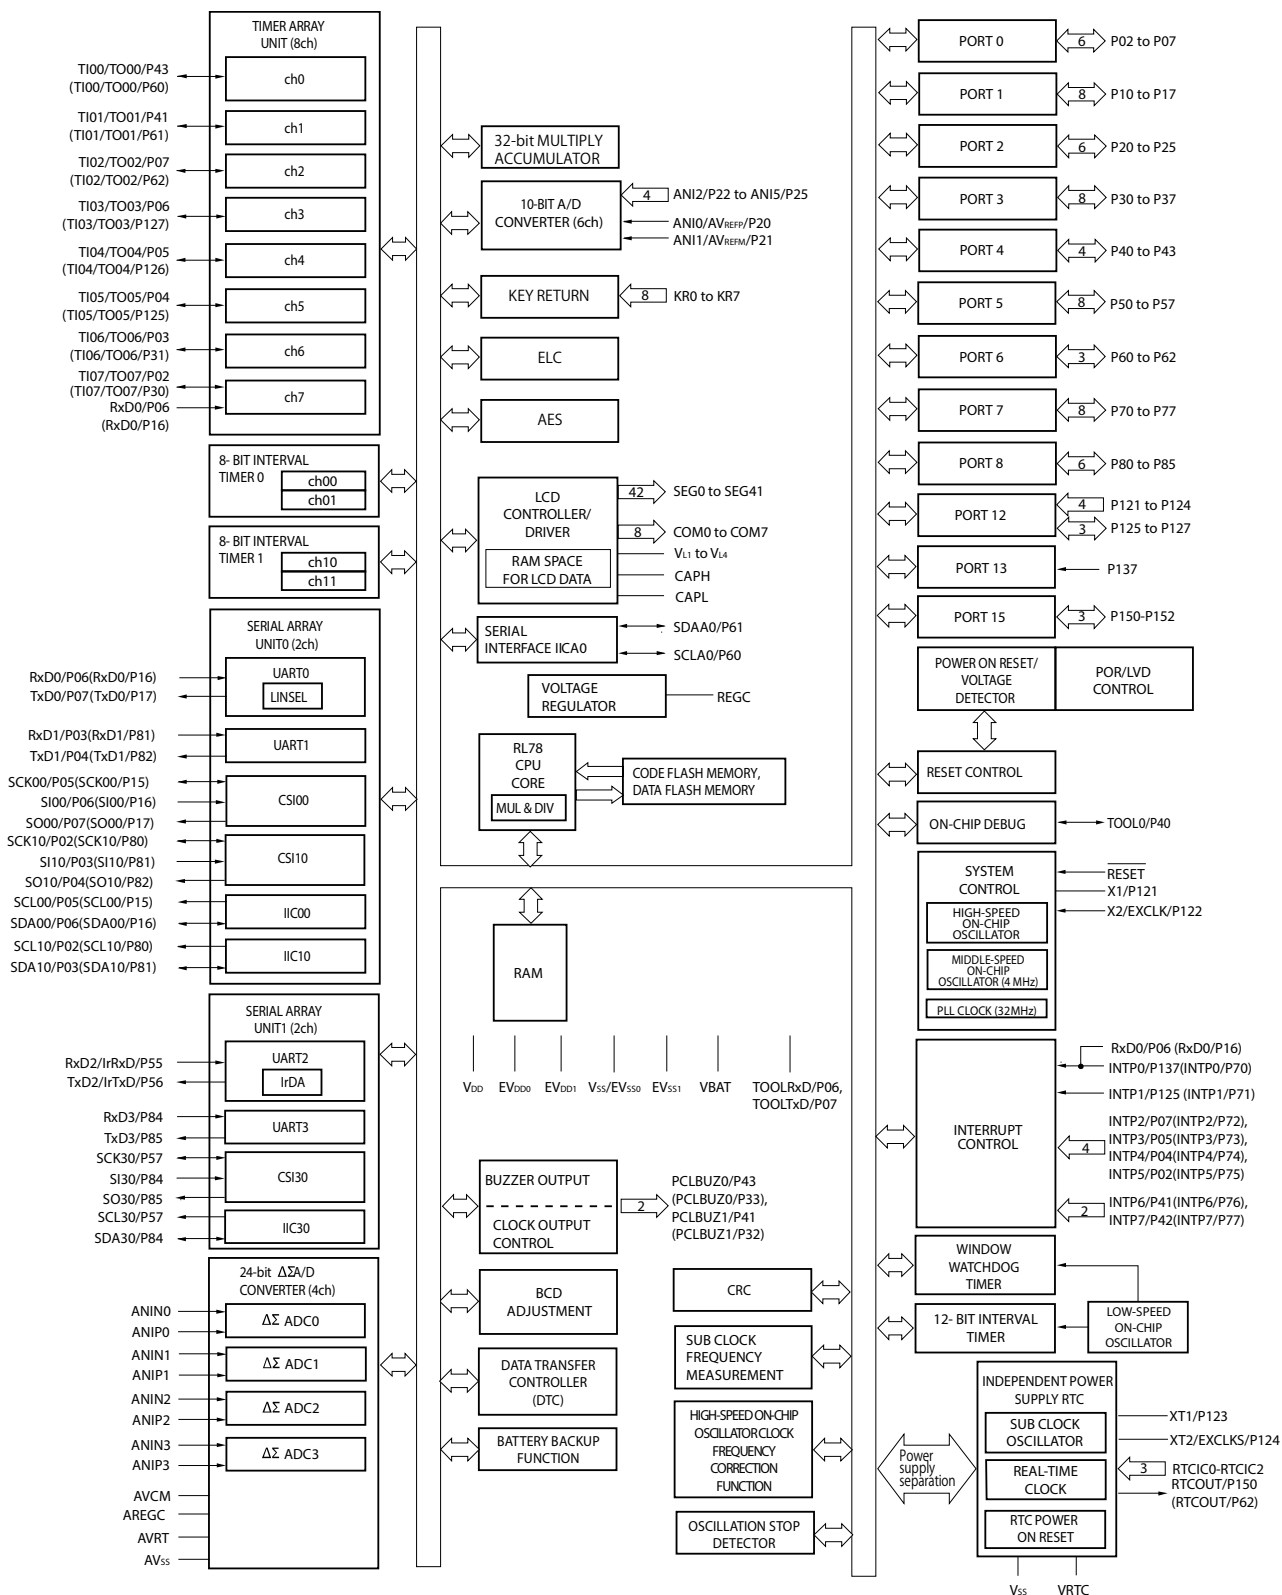 TIMER ARRAY
UNIT (8ch)
TI00/TO00/P43
(TI00/TO00/P60)
ch0
TI01/TO01/P41
(TI01/TO01/P61)
ch1
TI02/TO02/P07
(TI02/TO02/P62)
ch2
TI03/TO03/P06
(TI03/TO03/P127)
ch3
TI04/TO04/P05
(TI04/TO04/P126)
ch4
TI05/TO05/P04
(TI05/TO05/P125)
ch5
TI06/TO06/P03
(TI06/TO06/P31)
ch6
TI07/TO07/P02
(TI07/TO07/P30)
ch7
RxD0/P06
(RxD0/P16)
8- BIT INTERVAL
TIMER 0
ch00
ch01
8- BIT INTERVAL
TIMER 1
ch10
ch11
SERIAL ARRAY
UNIT0 (2ch)
UART0
LINSEL
RxD0/P06(RxD0/P16)
TxD0/P07(TxD0/P17)
RxD1/P03(RxD1/P81)
TxD1/P04(TxD1/P82)
UART1
SCK00/P05(SCK00/P15)
SI00/P06(SI00/P16)
SO00/P07(SO00/P17)
CSI00
SCK10/P02(SCK10/P80)
SI10/P03(SI10/P81)
SO10/P04(SO10/P82)
CSI10
SCL00/P05(SCL00/P15)
SDA00/P06(SDA00/P16)
IIC00
SCL10/P02(SCL10/P80)
SDA10/P03(SDA10/P81)
IIC10
SERIAL ARRAY
UNIT1 (2ch)
UART2
IrDA
RxD2/IrRxD/P55
TxD2/IrTxD/P56
RxD3/P84
TxD3/P85
UART3
SCK30/P57
SI30/P84
SO30/P85
CSI30
SCL30/P57
SDA30/P84
IIC30
24-bit ΔΣA/D
CONVERTER (4ch)
ANIN0
ANIP0
ΔΣ ADC0
ANIN1
ANIP1
ΔΣ ADC1
ANIN2
ANIP2
ΔΣ ADC2
ANIN3
ANIP3
ΔΣ ADC3
AVCM
AREGC
AVRT
AVSS
32-bit MULTIPLY
ACCUMULATOR
10-BIT A/D
CONVERTER (6ch)
4
ANI2/P22 to ANI5/P25
ANI0/AVREFP/P20
ANI1/AVREFM/P21
KEY RETURN
8
KR0 to KR7
ELC
AES
LCD
CONTROLLER/
DRIVER
RAM SPACE
FOR LCD DATA
42
SEG0 to SEG41
8
COM0 to COM7
VL1 to VL4
CAPH
CAPL
SERIAL
INTERFACE IICA0
SDAA0/P61
SCLA0/P60
VOLTAGE
REGULATOR
REGC
RL78
CPU
CORE
MUL & DIV
CODE FLASH MEMORY,
DATA FLASH MEMORY
RAM
VDD
EVDD0
EVDD1
VSS/EVSS0
EVSS1
VBAT
TOOLRxD/P06,
TOOLTxD/P07
BUZZER OUTPUT
CLOCK OUTPUT
CONTROL
2
PCLBUZ0/P43
(PCLBUZ0/P33),
PCLBUZ1/P41
(PCLBUZ1/P32)
BCD
ADJUSTMENT
DATA TRANSFER
CONTROLLER
(DTC)
BATTERY BACKUP
FUNCTION
CRC
SUB CLOCK
FREQUENCY
MEASUREMENT
HIGH-SPEED ON-CHIP
OSCILLATOR CLOCK
FREQUENCY
CORRECTION
FUNCTION
OSCILLATION STOP
DETECTOR
PORT 0
6
P02 to P07
PORT 1
8
P10 to P17
PORT 2
6
P20 to P25
PORT 3
8
P30 to P37
PORT 4
4
P40 to P43
PORT 5
8
P50 to P57
PORT 6
3
P60 to P62
PORT 7
8
P70 to P77
PORT 8
6
P80 to P85
PORT 12
4
P121 to P124
3
P125 to P127
PORT 13
P137
PORT 15
3
P150-P152
POWER ON RESET/
VOLTAGE
DETECTOR
POR/LVD
CONTROL
RESET CONTROL
ON-CHIP DEBUG
TOOL0/P40
SYSTEM
CONTROL
RESET
X1/P121
X2/EXCLK/P122
HIGH-SPEED
ON-CHIP
OSCILLATOR
MIDDLE-SPEED
ON-CHIP
OSCILLATOR (4 MHz)
PLL CLOCK (32MHz)
INTERRUPT
CONTROL
RxD0/P06 (RxD0/P16)
INTP0/P137(INTP0/P70)
INTP1/P125 (INTP1/P71)
4
INTP2/P07(INTP2/P72),
INTP3/P05(INTP3/P73),
INTP4/P04(INTP4/P74),
INTP5/P02(INTP5/P75)
2
INTP6/P41(INTP6/P76),
INTP7/P42(INTP7/P77)
WINDOW
WATCHDOG
TIMER
12- BIT INTERVAL
TIMER
LOW-SPEED
ON-CHIP
OSCILLATOR
Power
supply
separation
INDEPENDENT POWER
SUPPLY RTC
SUB CLOCK
OSCILLATOR
REAL-TIME
CLOCK
RTC POWER
ON RESET
XT1/P123
XT2/EXCLKS/P124
3
RTCIC0-RTCIC2
RTCOUT/P150
(RTCOUT/P62)
VSS
VRTC